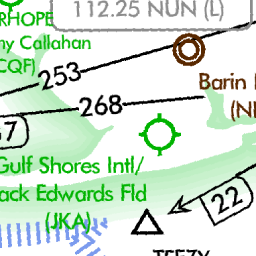 112.25 NUN (L)
RHOPE
ny Callahan
CQF)
253
Barin
268
Gulf Shores Intl/
ack Edwards Fld
(JKA)
22